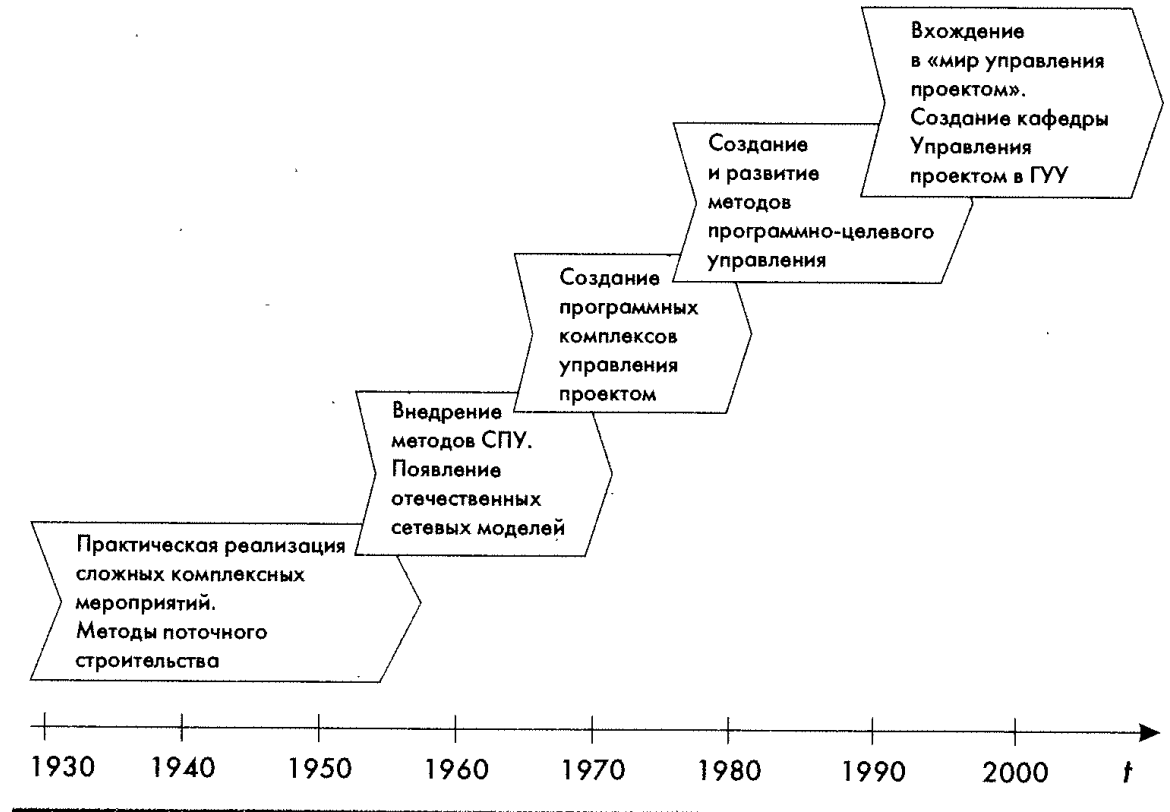 Вхождение
в «мир управления
проектом».
Создание кафедры
Управления
проектом в ГУУ
Создание
и развитие
методов
программно-целевого
управления
Создание
программных
комплексов
управления
проектом
Внедрение
методов СПУ.
Появление
отечественных
сетевых моделей
Практическая реализация
сложных комплексных
мероприятий.
Методы поточного
строительства
1930 1940 1950 1960 1970 1980 1990 2000 t